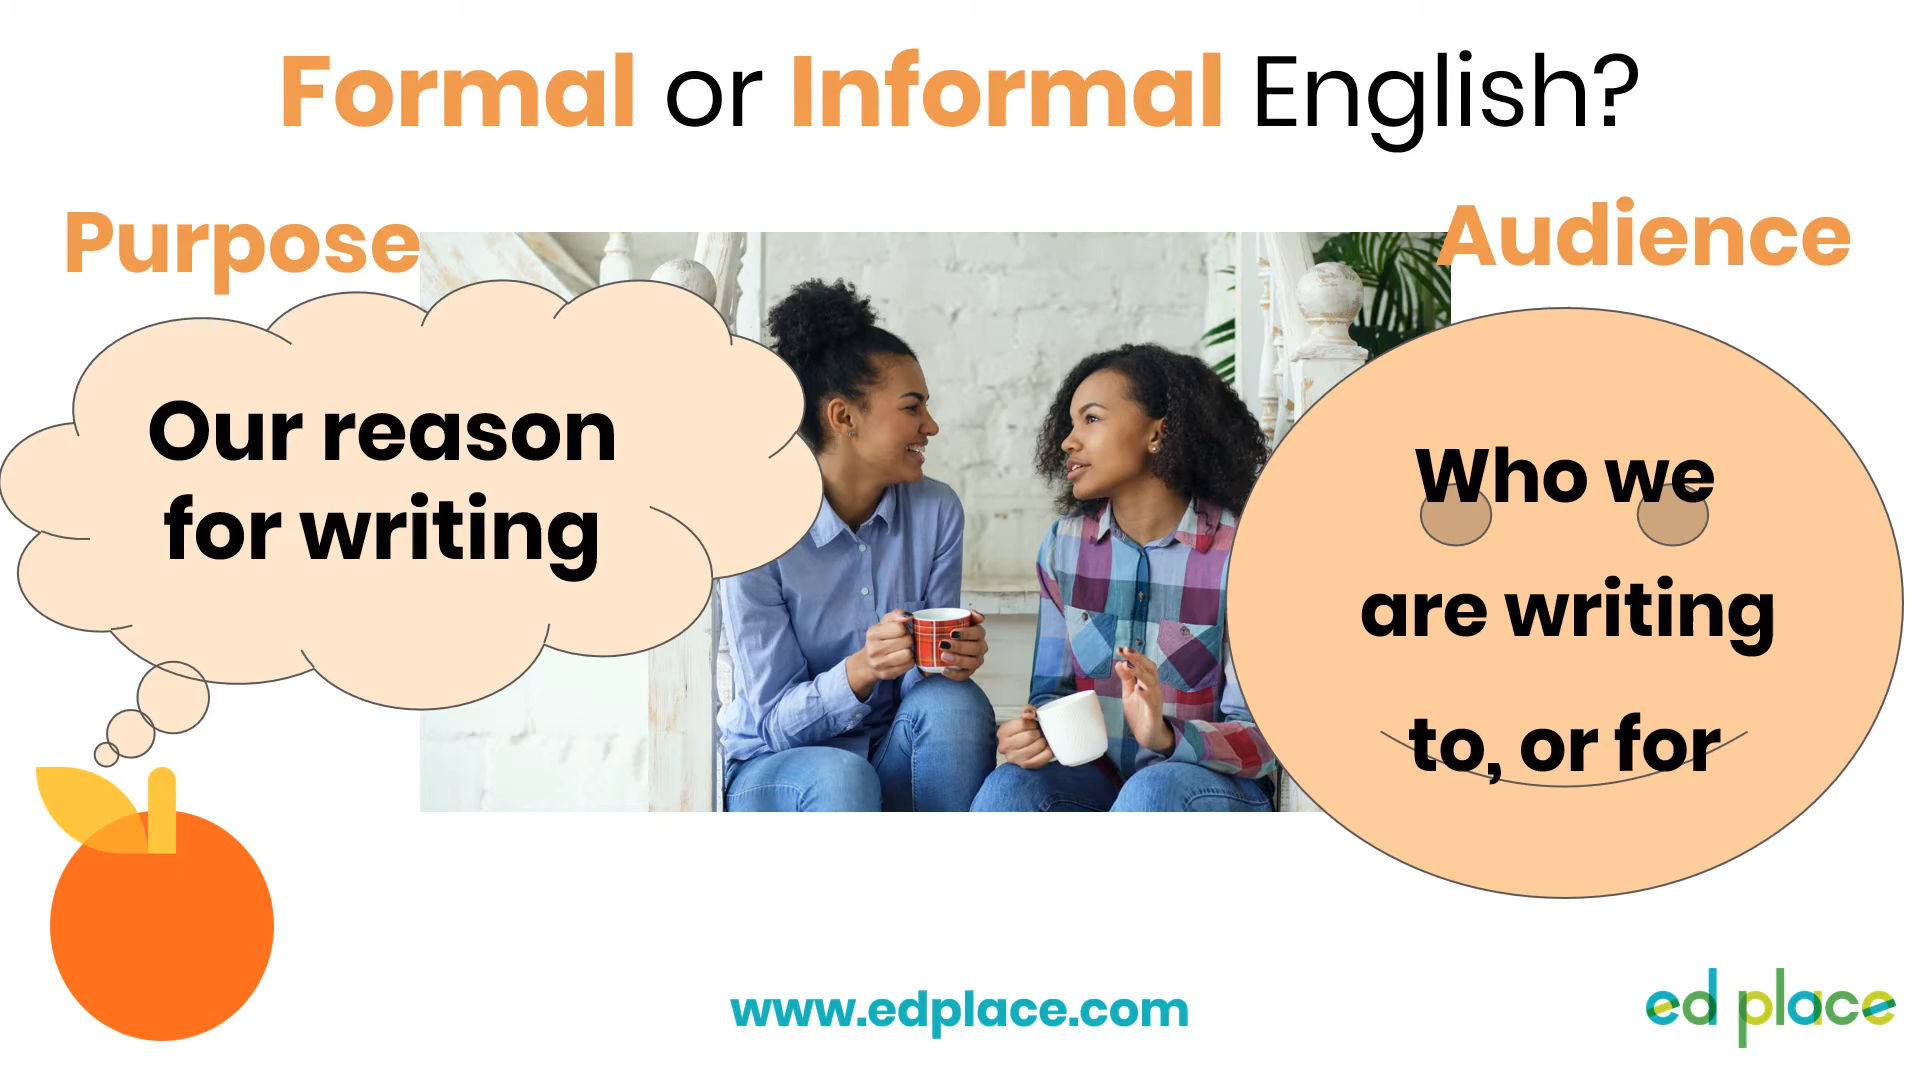 Formal or Informal English?
Purpose
Audience
Our reason
for writing
Who we
are writing
to, or for
www.edplace.com
ed place